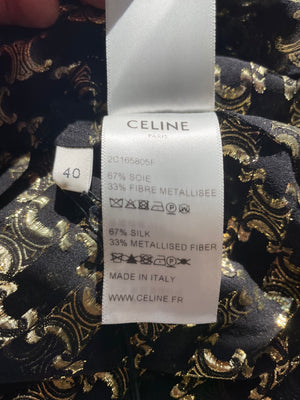 CELINE
PARIS
2C165805F
67% SOIE
33% FIBRE METALLISEE
40
67% SILK
33% METALLISED FIBER
MADE IN ITALY
WWW.CELINE.FR